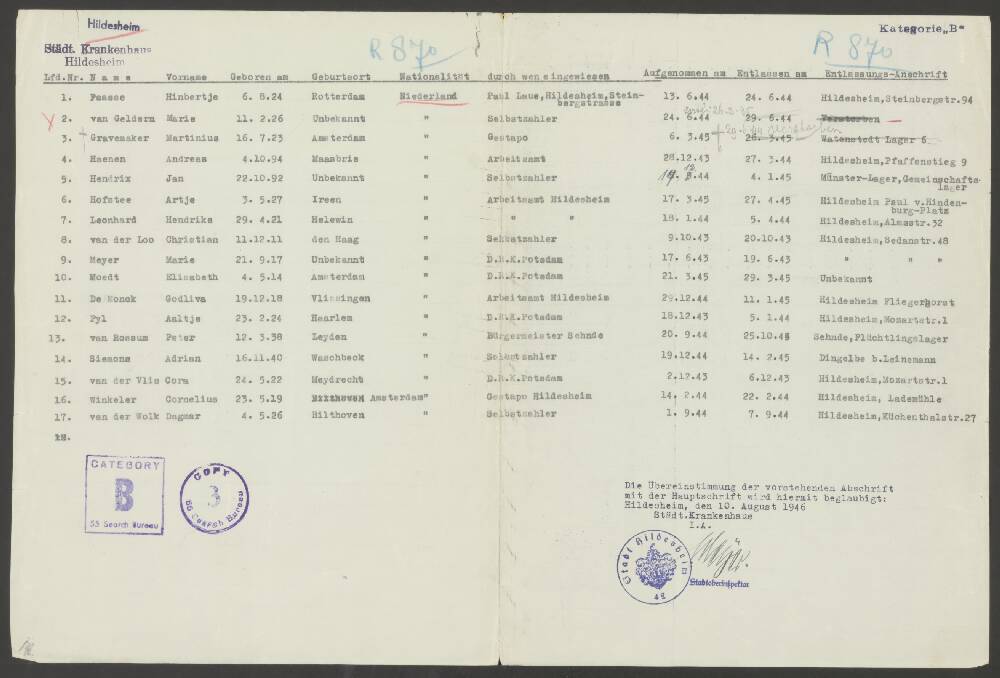 Hildesheim
Kategorie„B"
Städt. Krankenhaus
Hildesheim
R 870
R 870
Lfd.Nr. Name Vorname Geboren am Geburtsort Nationalität durch wen eingewiesen Aufgenommen am Entlassen am Entlassungs-Anschrift
1. Paasse Hinbertje 6. 8.24 Rotterdam Niederland Paul Laue,Hildesheim,Stein-bergstrasse 13. 6.44 24. 6.44 Hildesheim,Steinbergstr.94
2. van Geldern Marie 11. 2.26 Unbekannt " Selbstzahler 24. 6.44 29. 6.44 Verstorben
3. Gravemaker Martinius 16. 7.23 Amsterdam " Gestapo 6. 3.45 26. 3.45 Watenstedt Lager 6
4. Haenen Andreas 4.10.94 Maasbris " Arbeitsamt 28.12.43 27. 3.44 Hildesheim,Pfaffenstieg 9
5. Hendrix Jan 22.10.92 Unbekannt " Selbstzahler 19. 12.44 4. 1.45 Münster-Lager,Gemeinschafts-lager
6. Hofstee Artje 3. 5.27 Ireen " Arbeitsamt Hildesheim 17. 3.45 27. 4.45 Hildesheim Paul v.Hinden-burg-Platz
7. Leonhard Hendrika 29. 4.21 Helewin " " " 18. 1.44 5. 4.44 Hildesheim,Almsstr.32
8. van der Loo Christian 11.12.11 den Haag " Selbstzahler 9.10.43 20.10.43 Hildesheim,Sedanstr.48
9. Meyer Marie 21. 9.17 Unbekannt " D.R.K.Potsdam 17. 6.43 19. 6.43 " " "
10. Moedt Elisabeth 4. 5.14 Amsterdam " D.R.K.Potsdam 21. 3.45 29. 3.45 Unbekannt
11. De Monck Godliva 19.12.18 Vlissingen " Arbeitsamt Hildesheim 29.12.44 11. 1.45 Hildesheim Fliegerhorst
12. Pyl Aaltje 23. 2.24 Haarlem " D.R.K.Potsdam 18.12.43 5. 1.44 Hildesheim,Mozartstr.1
13. van Rossum Peter 12. 3.38 Leyden " Bürgermeister Sehnde 20. 9.44 25.10.45 Sehnde,Flüchtlingslager
14. Siemons Adrian 16.11.40 Waschbeck " Selbstzahler 19.12.44 14. 2.45 Dingelbe b.Leinemann
15. van der Vlis Cora 24. 5.22 Meydrecht " D.R.K.Potsdam 2.12.43 6.12.43 Hildesheim,Mozartstr.1
16. Winkeler Cornelius 23. 5.19 Hilthoven Amsterdam" Gestapo Hildesheim 14. 2.44 22. 2.44 Hildesheim, Lademühle
17. van der Wolk Dagmar 4. 5.26 Hilthoven " Selbstzahler 1. 9.44 7. 9.44 Hildesheim,Küchenthalstr.27
18.
CATEGORY
B
SS Search Bureau
COPY
3
SS Search Bureau
Die Übereinstimmung der vorstehenden Abschrift
mit der Hauptschrift wird hiermit beglaubigt:
Hildesheim, den 10. August 1946
Städt.Krankenhaus
I.A.
Stadt Hildesheim
42
Stadtoberinspektor